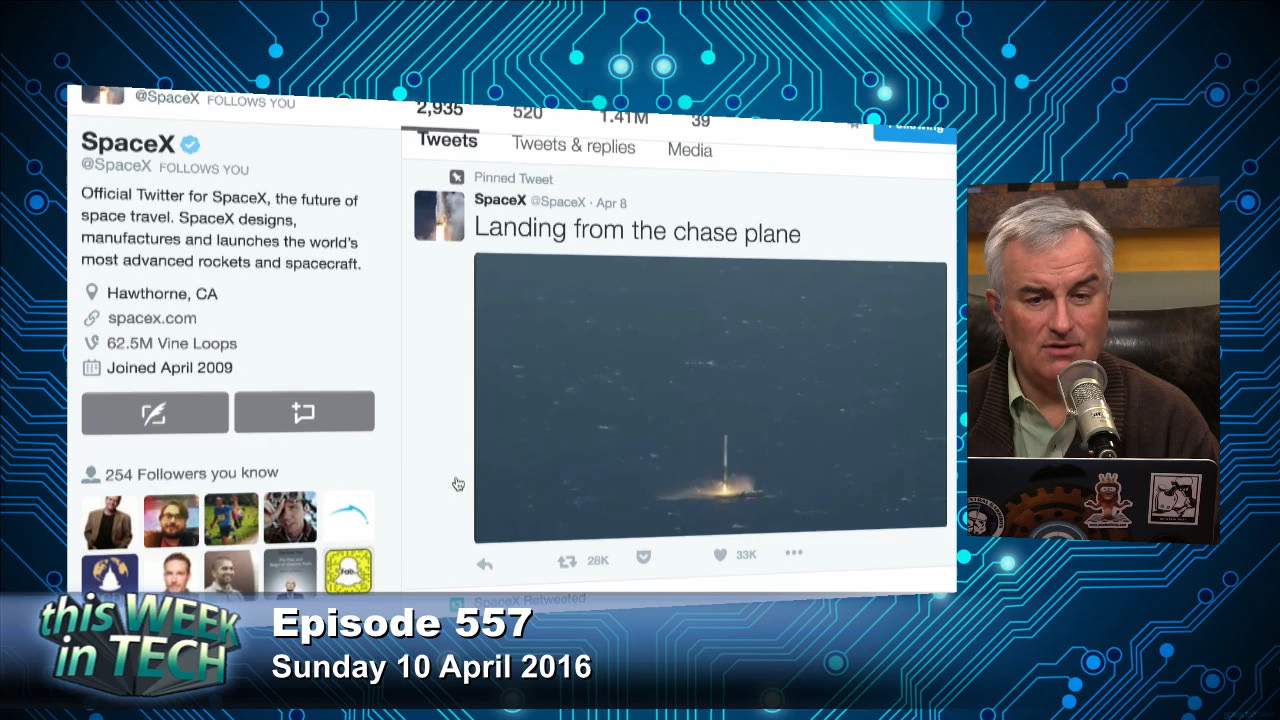 @SpaceX FOLLOWS YOU
2,935 520 1.41M 39
Following
SpaceX
@SpaceX FOLLOWS YOU
Official Twitter for SpaceX, the future of
space travel. SpaceX designs,
manufactures and launches the world's
most advanced rockets and spacecraft.
Hawthorne, CA
spacex.com
62.5M Vine Loops
Joined April 2009
254 Followers you know
Tweets Tweets & replies Media
Pinned Tweet
SpaceX @SpaceX · Apr 8
Landing from the chase plane
28K 33K
SpaceX Retweeted
this WEEK
in TECH
Episode 557
Sunday 10 April 2016